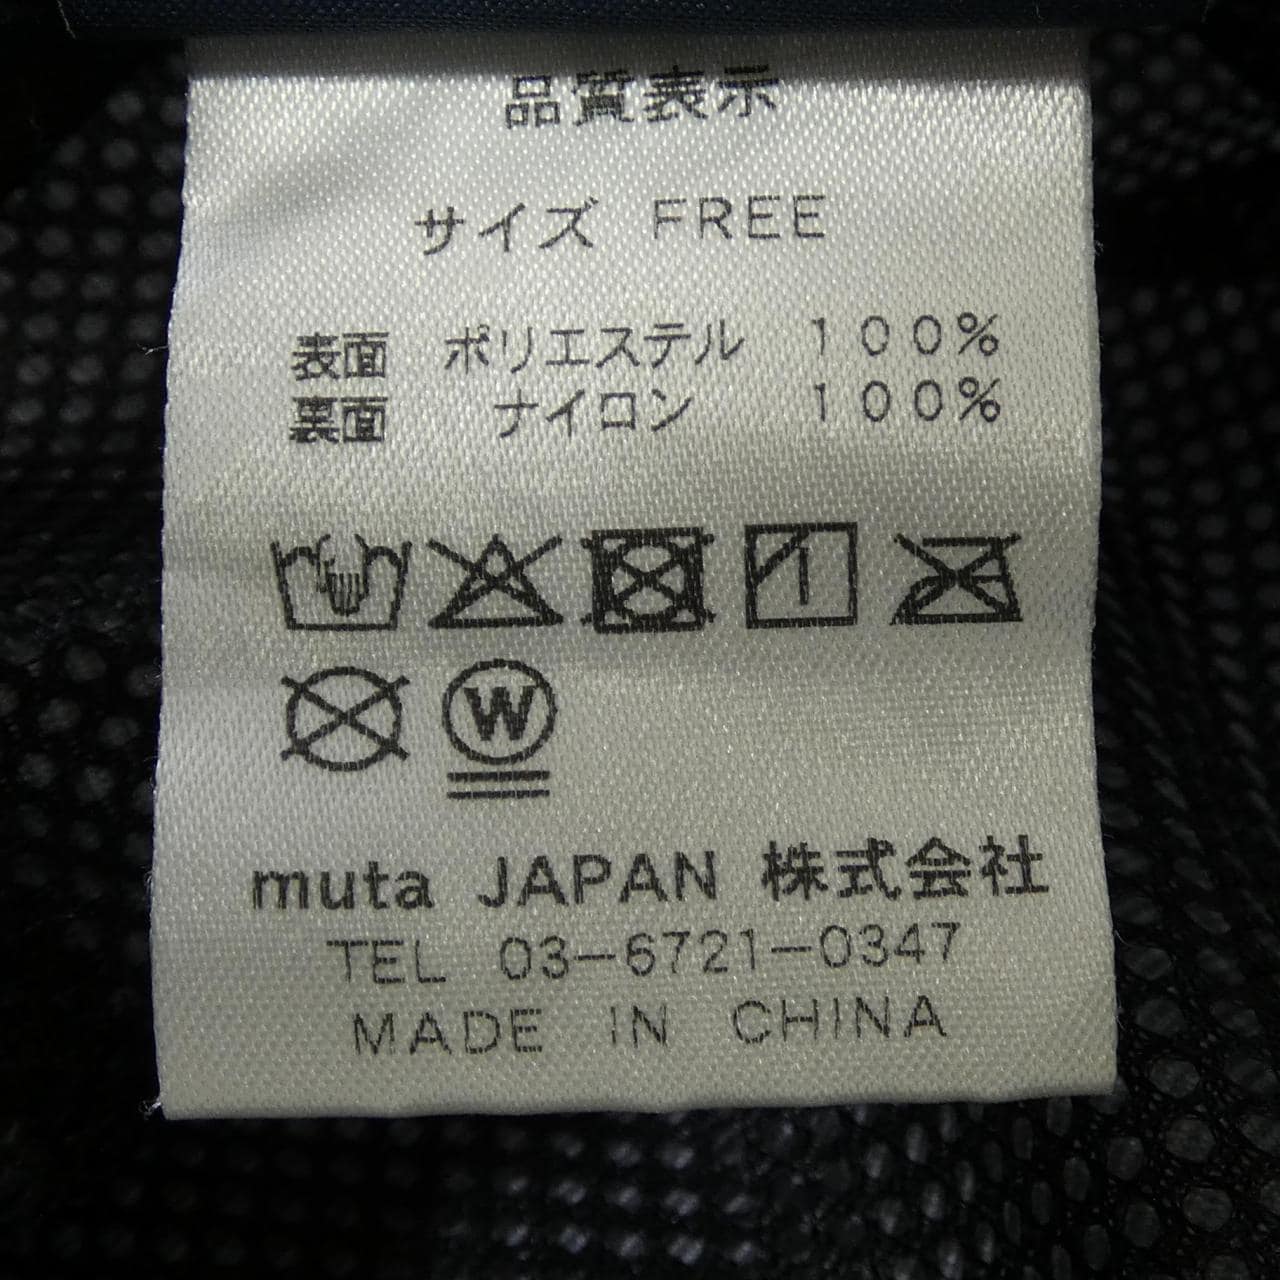 品質表示
サイズ FREE
表面 ポリエステル 100%
裏面 ナイロン 100%
W
muta JAPAN 株式会社
TEL 03-6721-0347
MADE IN CHINA